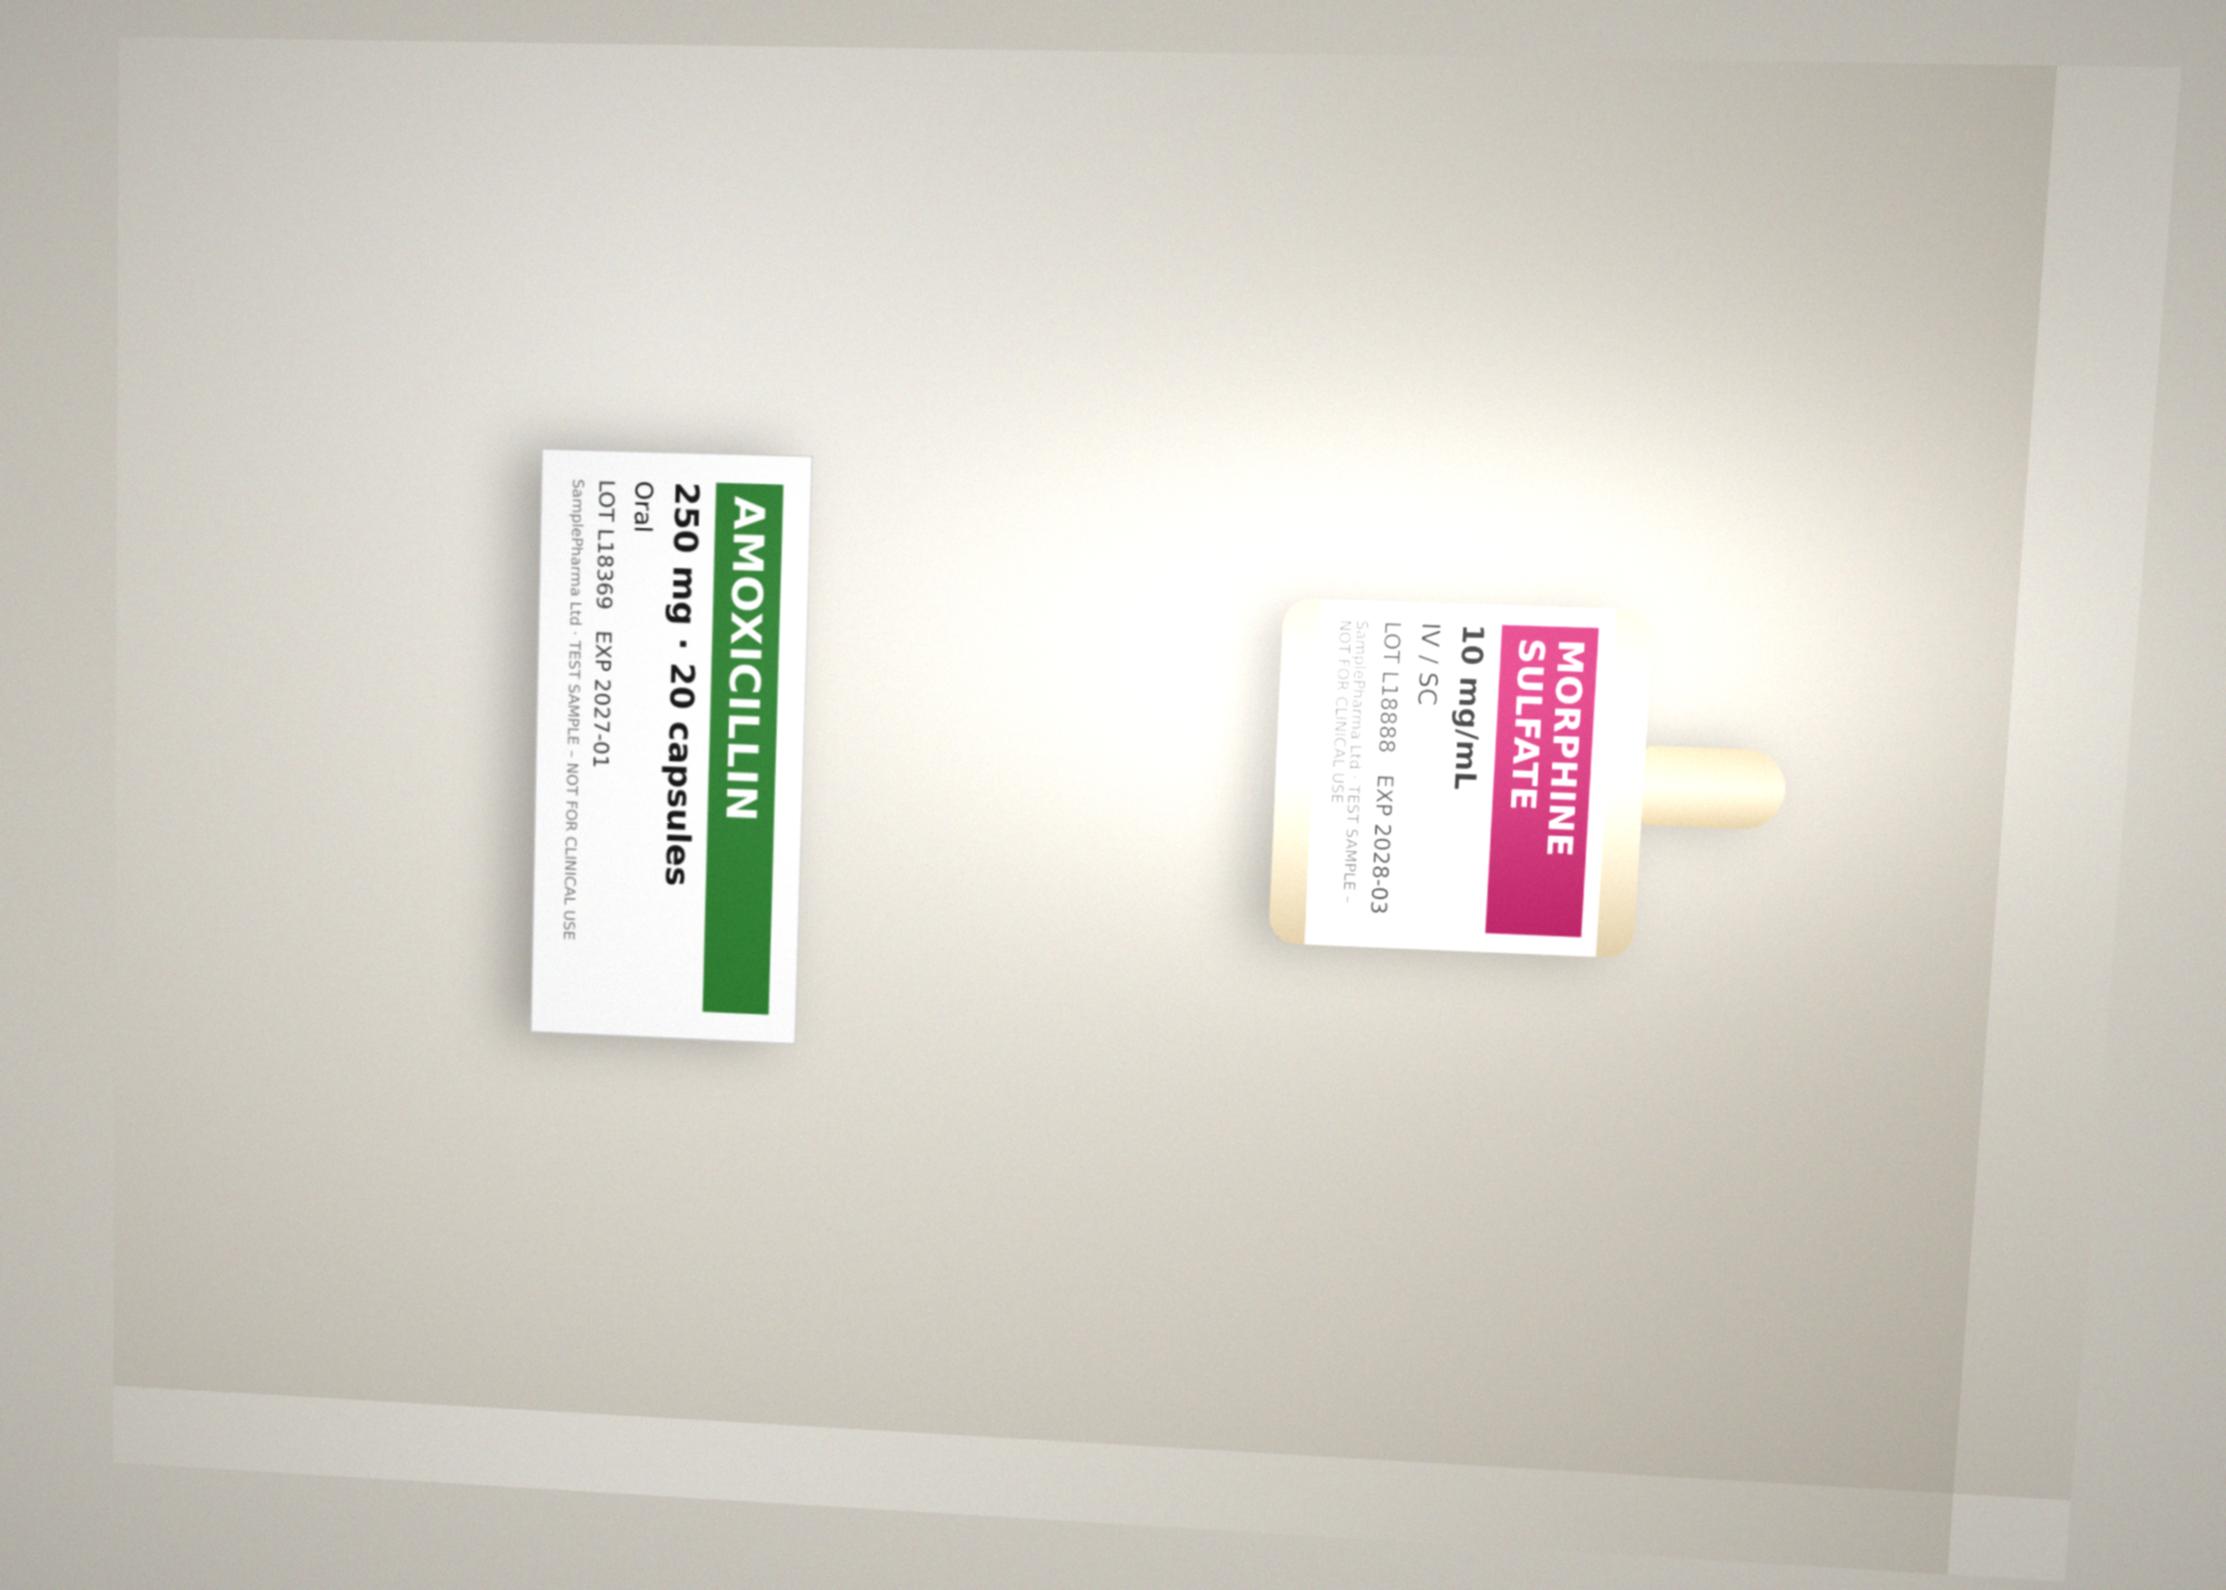 AMOXICILLIN
250 mg · 20 capsules
Oral
LOT L18369 EXP 2027-01
SamplePharma Ltd · TEST SAMPLE – NOT FOR CLINICAL USE
MORPHINE
SULFATE
10 mg/mL
IV / SC
LOT L18888 EXP 2028-03
SamplePharma Ltd · TEST SAMPLE –
NOT FOR CLINICAL USE